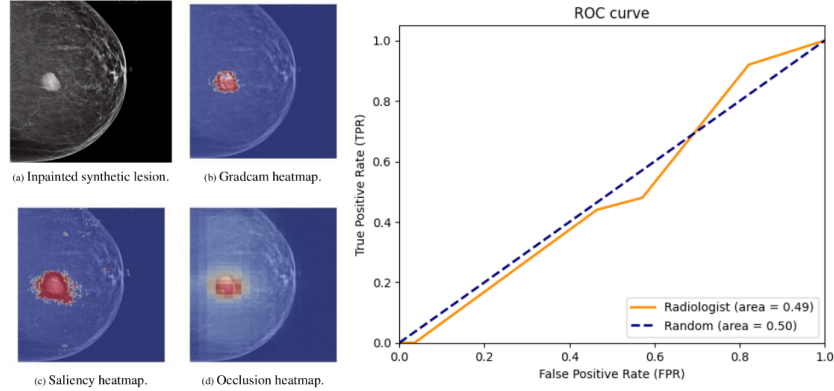 (a) Inpainted synthetic lesion.
(b) Gradcam heatmap.
(c) Saliency heatmap.
(d) Occlusion heatmap.
ROC curve
True Positive Rate (TPR)
1.0
0.8
0.6
0.4
0.2
0.0
0.0 0.2 0.4 0.6 0.8 1.0
False Positive Rate (FPR)
Radiologist (area = 0.49)
Random (area = 0.50)